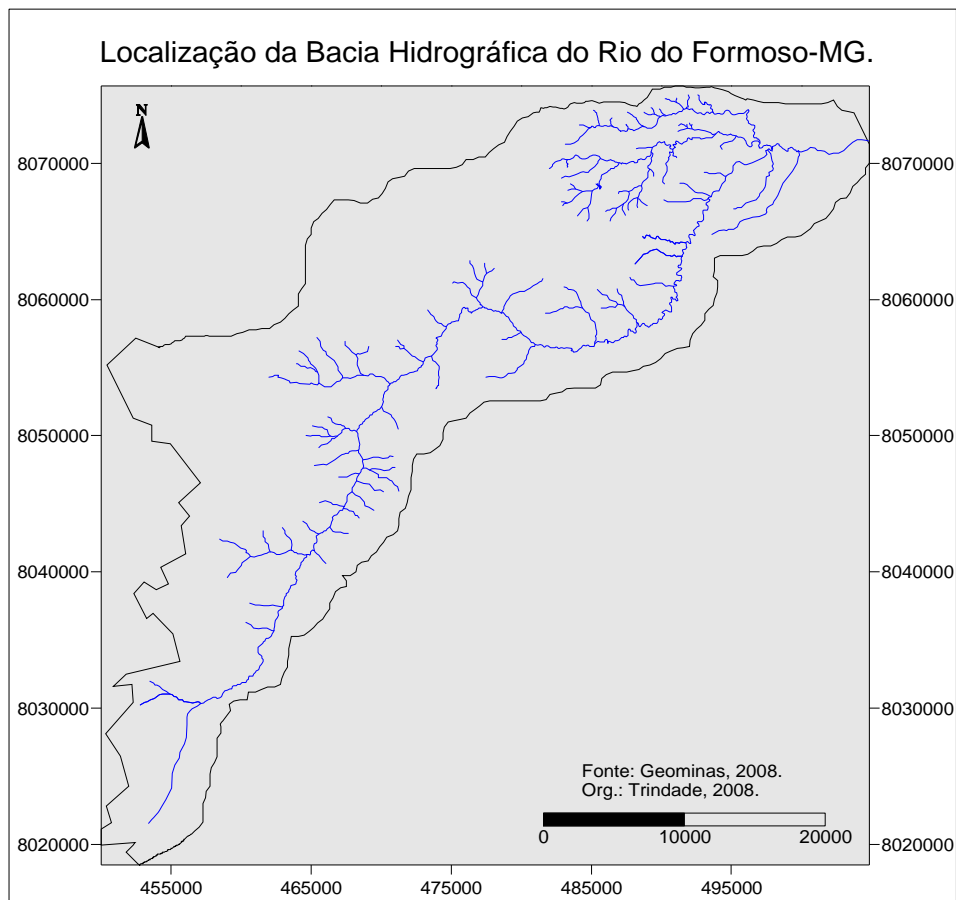 Localização da Bacia Hidrográfica do Rio do Formoso-MG.
N
8070000 8070000
8060000 8060000
8050000 8050000
8040000 8040000
8030000 8030000
Fonte: Geominas, 2008.
Org.: Trindade, 2008.
0 10000 20000
8020000 8020000
455000 465000 475000 485000 495000